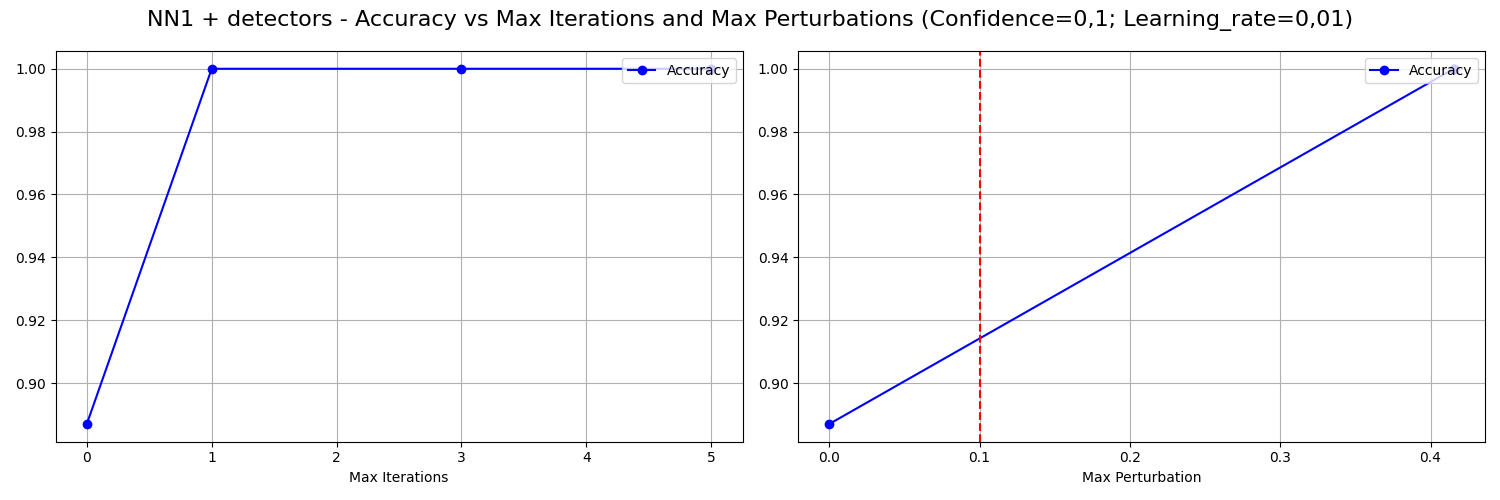 NN1 + detectors - Accuracy vs Max Iterations and Max Perturbations (Confidence=0,1; Learning_rate=0,01)
1.00
0.98
0.96
0.94
0.92
0.90
0 1 2 3 4 5
Max Iterations
Accuracy
1.00
0.98
0.96
0.94
0.92
0.90
0.0 0.1 0.2 0.3 0.4
Max Perturbation
Accuracy